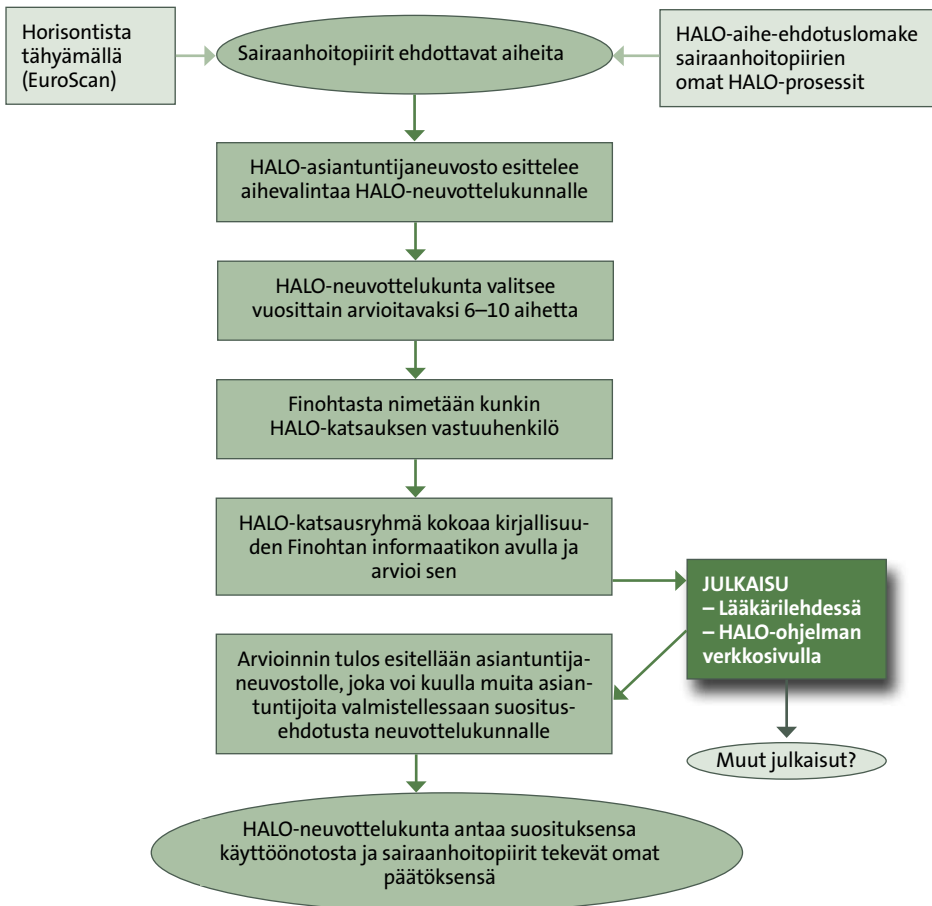 Horisontista
tähyämällä
(EuroScan)
Sairaanhoitopiirit ehdottavat aiheita
HALO-aihe-ehdotuslomake
sairaanhoitopiirien
omat HALO-prosessit
HALO-asiantuntijaneuvosto esittelee
aihevalintaa HALO-neuvottelukunnalle
HALO-neuvottelukunta valitsee
vuosittain arvioitavaksi 6–10 aihetta
Finohtasta nimetään kunkin
HALO-katsauksen vastuuhenkilö
HALO-katsausryhmä kokoaa kirjallisuu-
den Finohtan informaatikon avulla ja
arvioi sen
JULKAISU
– Lääkärilehdessä
– HALO-ohjelman
verkkosivulla
Arvioinnin tulos esitellään asiantuntija-
neuvostolle, joka voi kuulla muita asian-
tuntijoita valmistellessaan suositus-
ehdotusta neuvottelukunnalle
Muut julkaisut?
HALO-neuvottelukunta antaa suosituksensa
käyttöönotosta ja sairaanhoitopiirit tekevät omat
päätöksensä